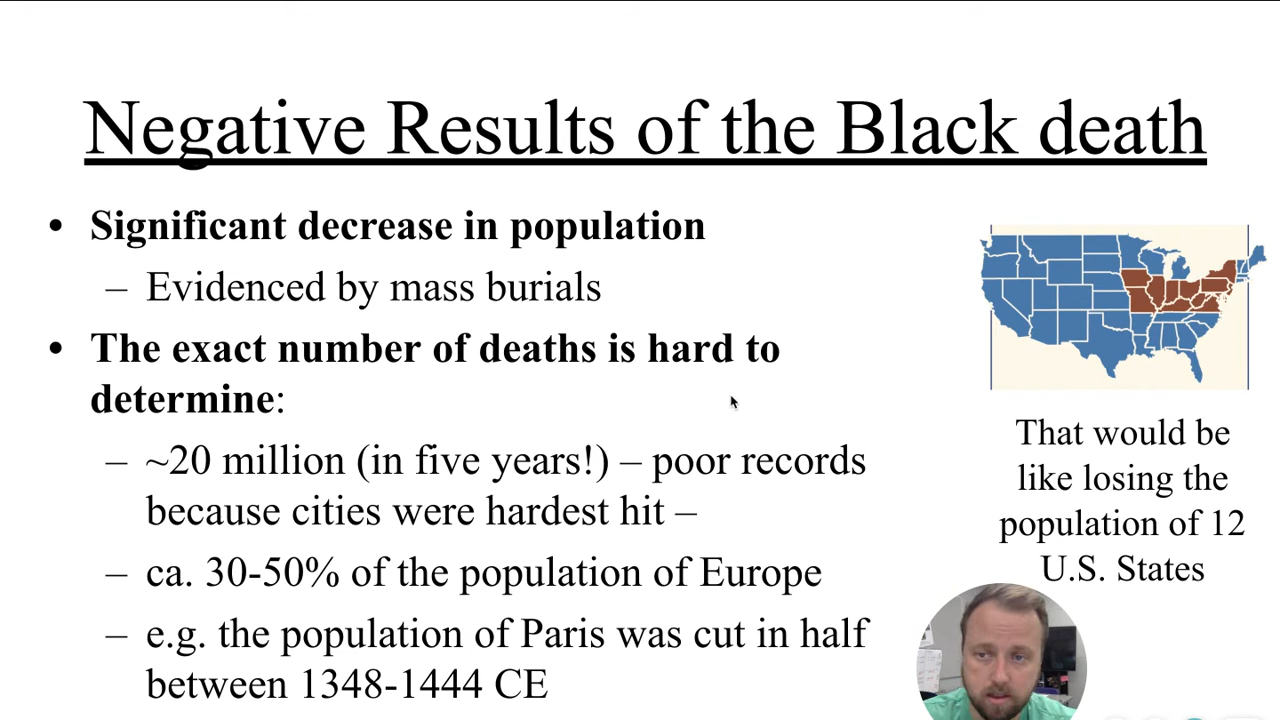 Negative Results of the Black death
• Significant decrease in population
– Evidenced by mass burials
• The exact number of deaths is hard to
determine:
– ~20 million (in five years!) – poor records
because cities were hardest hit –
– ca. 30-50% of the population of Europe
– e.g. the population of Paris was cut in half
between 1348-1444 CE
That would be
like losing the
population of 12
U.S. States